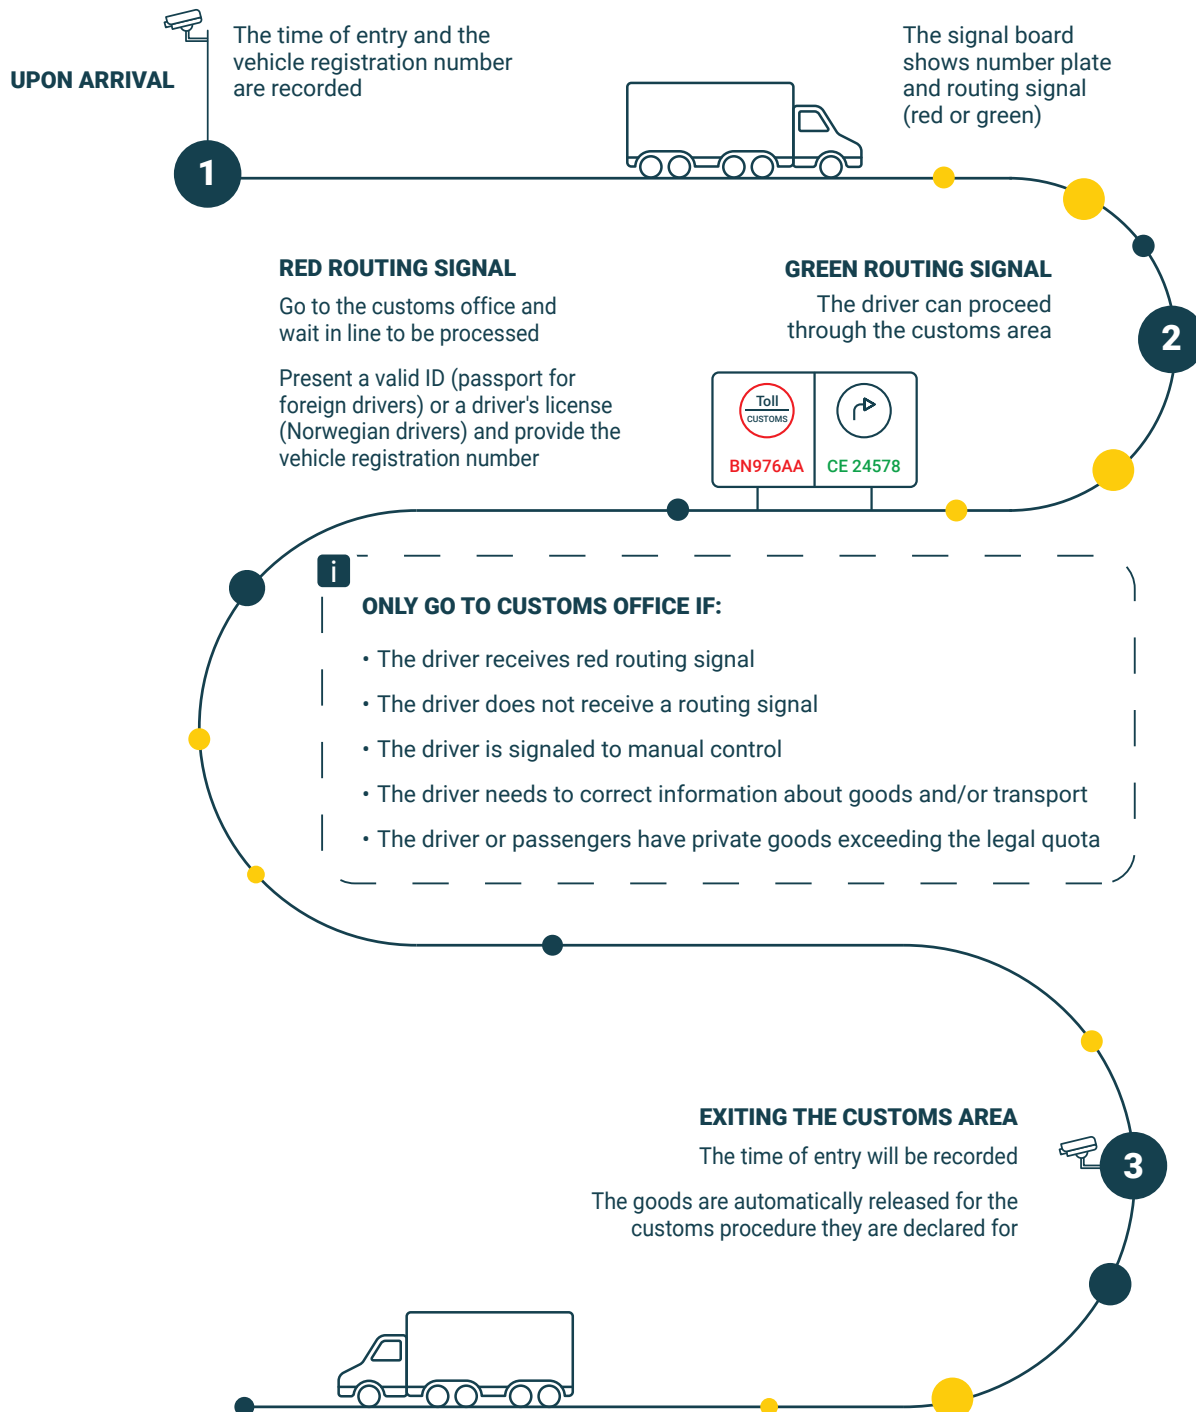 UPON ARRIVAL
1
The time of entry and the
vehicle registration number
are recorded
The signal board
shows number plate
and routing signal
(red or green)
2
RED ROUTING SIGNAL
Go to the customs office and
wait in line to be processed
Present a valid ID (passport for
foreign drivers) or a driver's license
(Norwegian drivers) and provide the
vehicle registration number
GREEN ROUTING SIGNAL
The driver can proceed
through the customs area
Toll
CUSTOMS
BN976AA
CE 24578
i
ONLY GO TO CUSTOMS OFFICE IF:
• The driver receives red routing signal
• The driver does not receive a routing signal
• The driver is signaled to manual control
• The driver needs to correct information about goods and/or transport
• The driver or passengers have private goods exceeding the legal quota
3
EXITING THE CUSTOMS AREA
The time of entry will be recorded
The goods are automatically released for the
customs procedure they are declared for